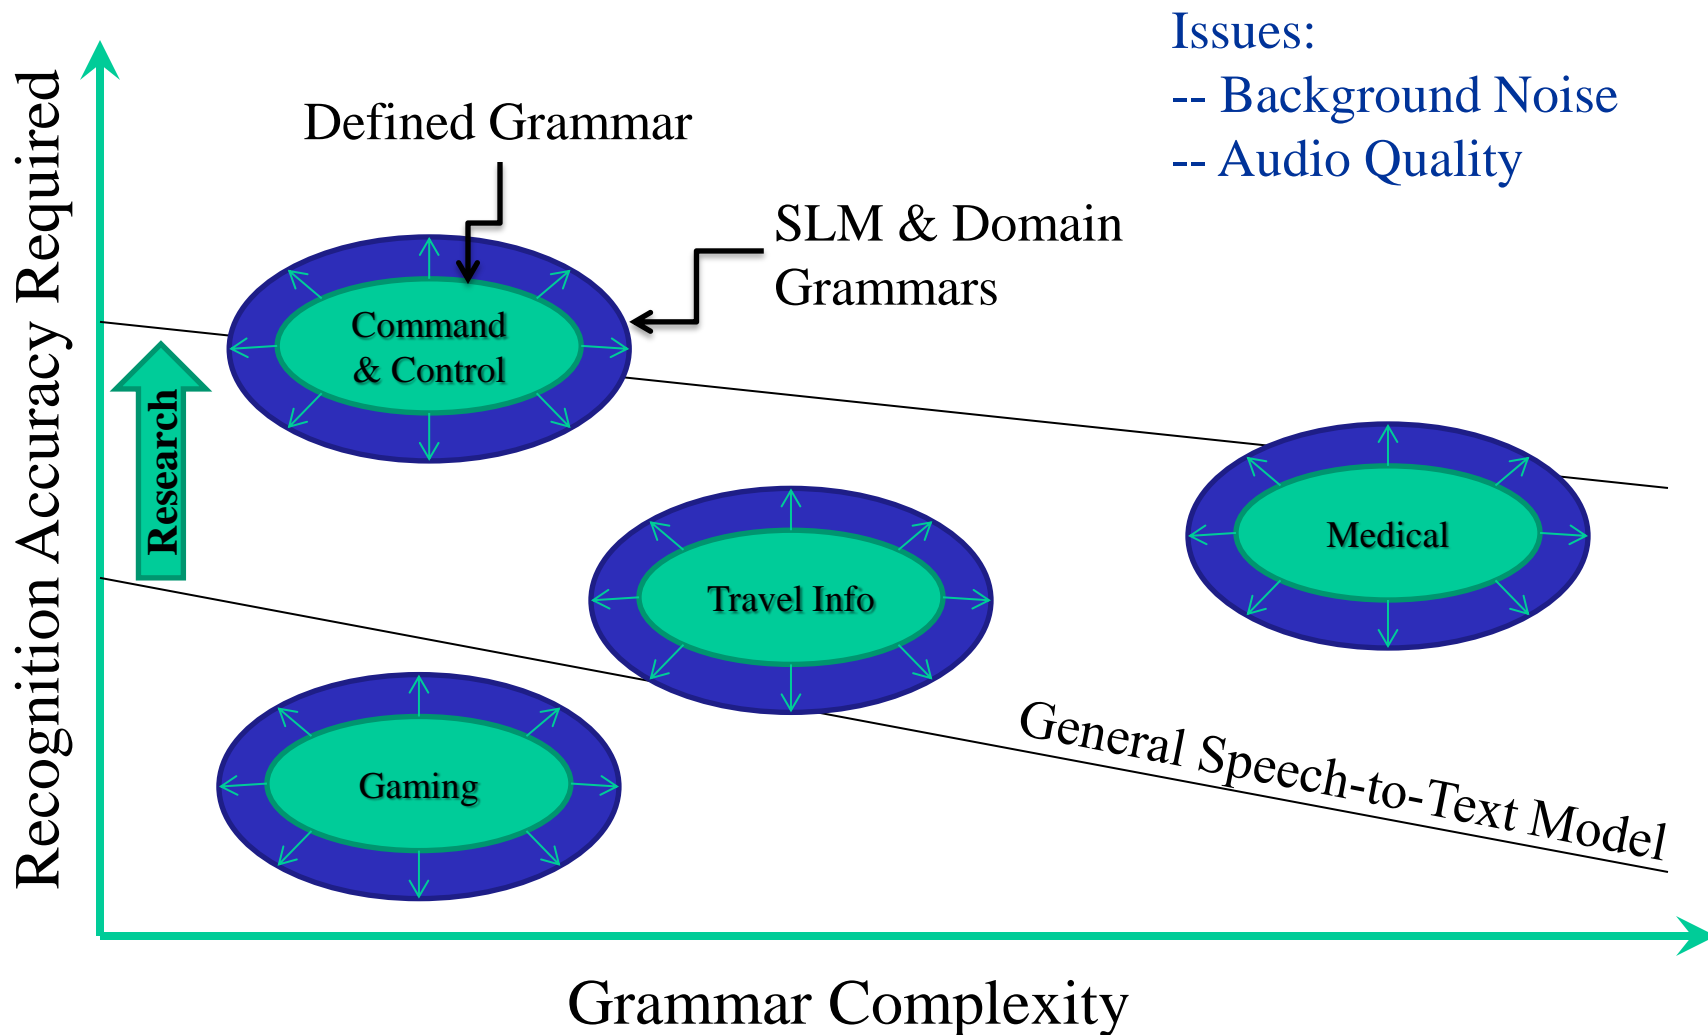 Issues:
-- Background Noise
-- Audio Quality
Defined Grammar
SLM & Domain
Grammars
Recognition Accuracy Required
Command
& Control
Research
Medical
Travel Info
General Speech-to-Text Model
Gaming
Grammar Complexity